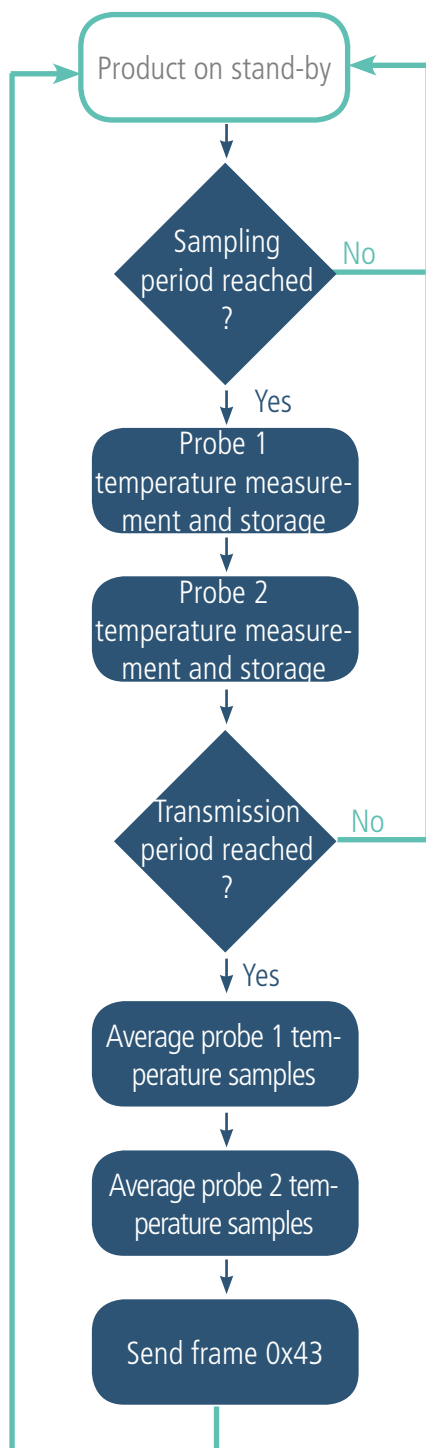 Product on stand-by
Sampling
period reached
?
No
Yes
Probe 1
temperature measure-
ment and storage
Probe 2
temperature measure-
ment and storage
Transmission
period reached
?
No
Yes
Average probe 1 tem-
perature samples
Average probe 2 tem-
perature samples
Send frame 0x43